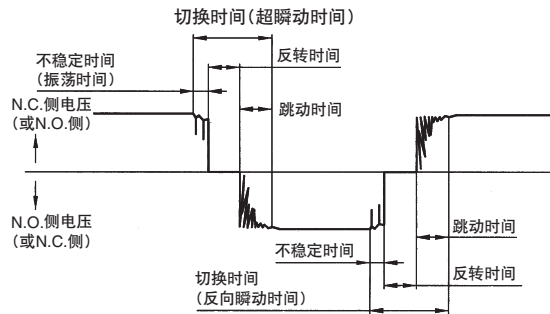 切换时间(超瞬动时间)
不稳定时间
(振荡时间)
反转时间
N.C.侧电压
(或N.O.侧)
跳动时间
N.O.侧电压
(或N.C.侧)
跳动时间
不稳定时间
反转时间
切换时间
(反向瞬动时间)